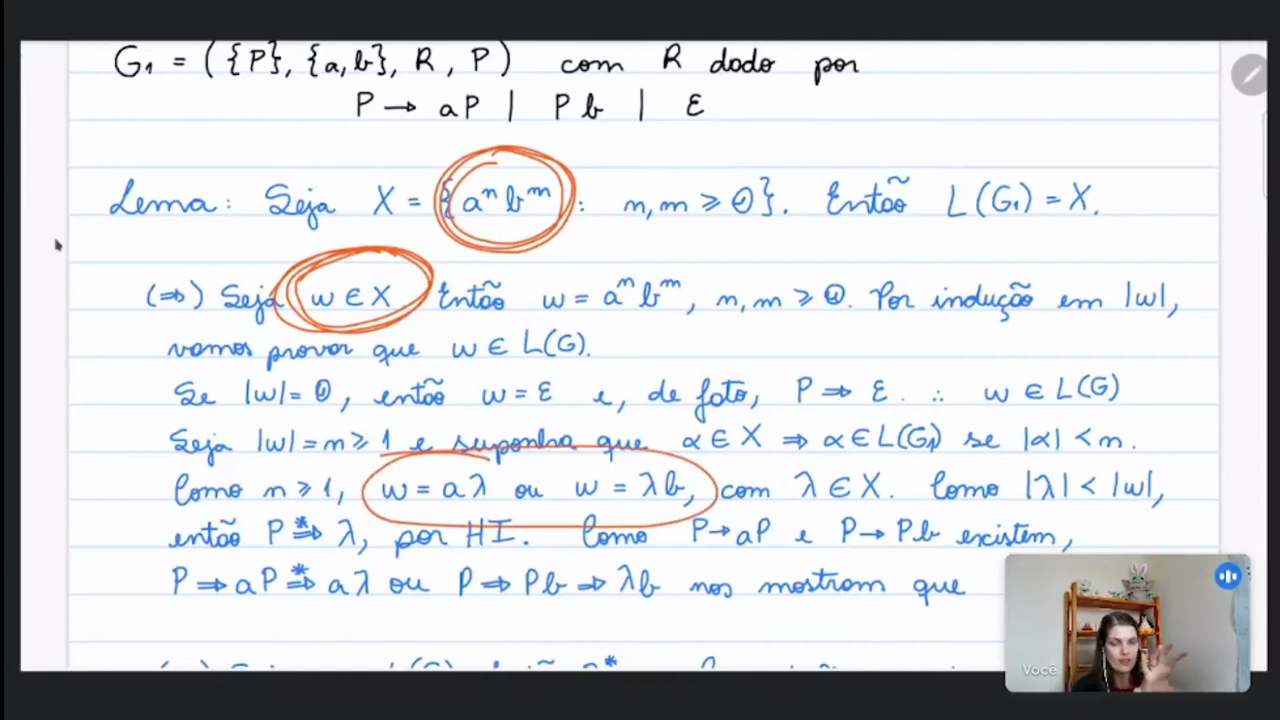 G₁ = ({P}, {a, b}, R, P) com R dado por
P → aP | Pb | ε
Lema: Seja X = {aⁿbᵐ : n, m ≥ 0}. Então L(G₁) = X.
(⇒) Seja w ∈ X Então w = aⁿbᵐ, n, m ≥ 0. Por indução em |w|,
vamos provar que w ∈ L(G).
Se |w| = 0, então w = ε e, de fato, P ⇒ ε. ∴ w ∈ L(G)
Seja |w| = n ≥ 1 e suponha que α ∈ X ⇒ α ∈ L(G₁) se |α| < n.
Como n ≥ 1, w = aλ ou w = λb, com λ ∈ X. Como |λ| < |w|,
então P ⇒* λ, por HI. Como P → aP e P → Pb existem,
P ⇒ aP ⇒* aλ ou P ⇒ Pb ⇒ λb nos mostram que
Você